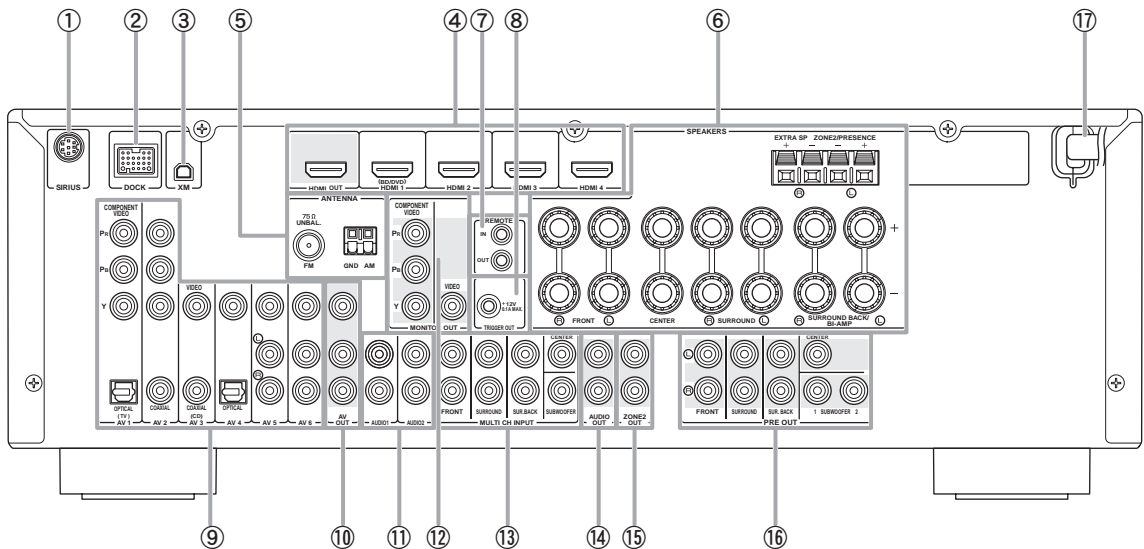 ① ② ③ ⑤ ④ ⑦ ⑧ ⑥ ⑰
SIRIUS
DOCK
XM
HDMI OUT
(BD/DVD)
HDMI 1
HDMI 2
HDMI 3
HDMI 4
SPEAKERS
EXTRA SP ZONE2/PRESENCE
+ − − +
Ⓡ Ⓛ
ANTENNA
75Ω
UNBAL.
FM
GND AM
COMPONENT
VIDEO
PR
PB
Y
VIDEO
MONITOR OUT
REMOTE
IN
OUT
+12V
0.1A MAX.
TRIGGER OUT
+
−
Ⓡ FRONT Ⓛ
CENTER
Ⓡ SURROUND Ⓛ
Ⓡ SURROUND BACK/
BI-AMP Ⓛ
COMPONENT
VIDEO
PR
PB
Y
VIDEO
Ⓛ
Ⓡ
OPTICAL
(TV)
AV 1
COAXIAL
AV 2
COAXIAL
(CD)
AV 3
OPTICAL
AV 4
AV 5
AV 6
AV
OUT
AUDIO1
AUDIO2
FRONT
SURROUND
SUR.BACK
CENTER
SUBWOOFER
MULTI CH INPUT
AUDIO
OUT
ZONE2
OUT
Ⓛ
Ⓡ
FRONT
SURROUND
SUR. BACK
CENTER
1 SUBWOOFER 2
PRE OUT
⑨ ⑩ ⑪ ⑫ ⑬ ⑭ ⑮ ⑯